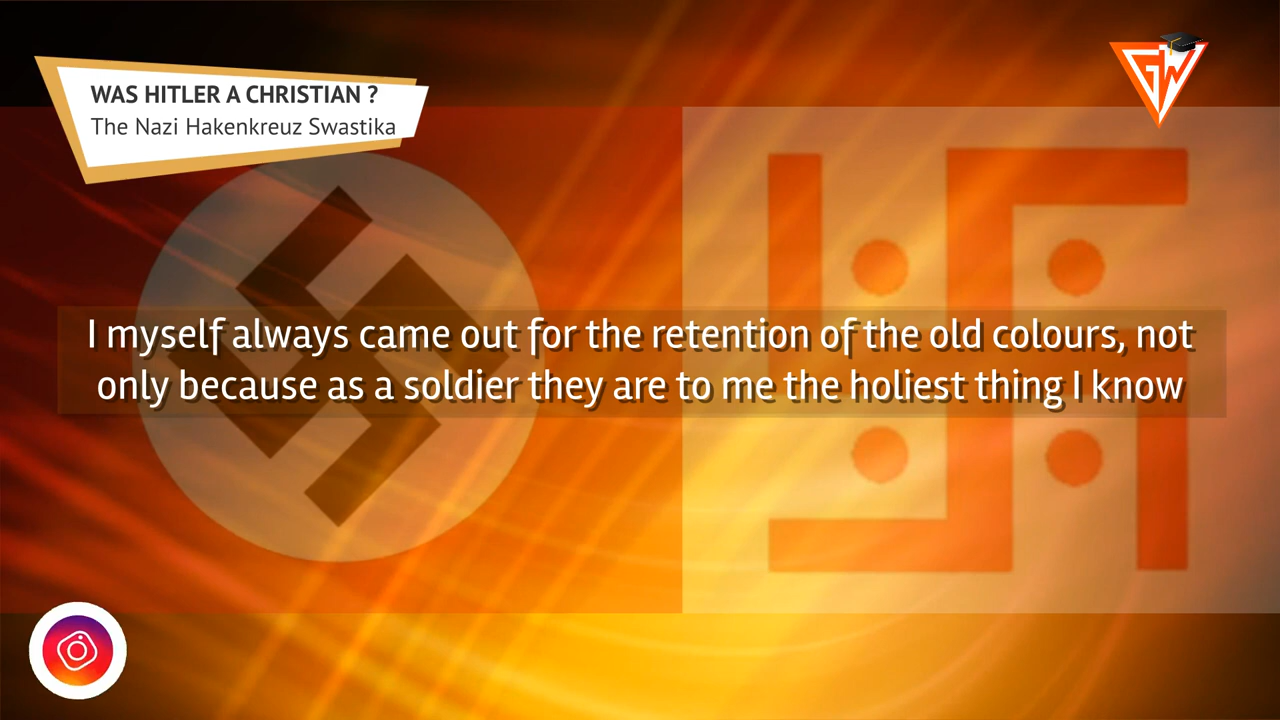 WAS HITLER A CHRISTIAN ?
The Nazi Hakenkreuz Swastika
GW
I myself always came out for the retention of the old colours, not
only because as a soldier they are to me the holiest thing I know